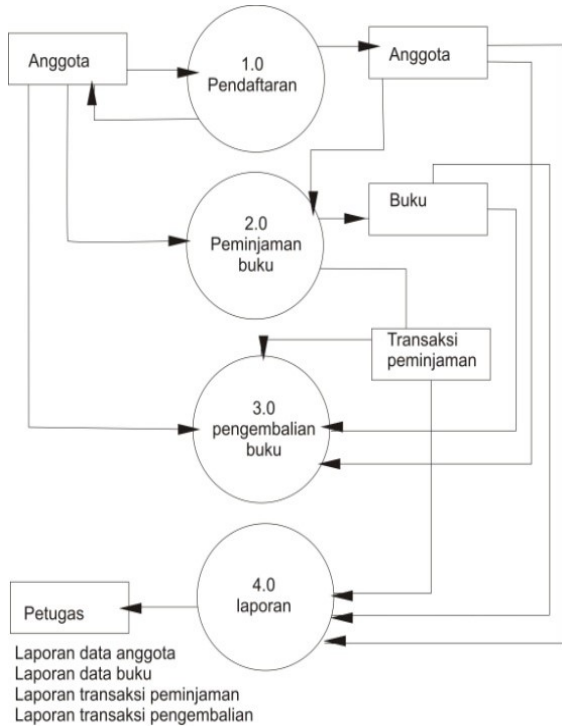 Anggota
1.0
Pendaftaran
Anggota
2.0
Peminjaman
buku
Buku
Transaksi
peminjaman
3.0
pengembalian
buku
4.0
laporan
Petugas
Laporan data anggota
Laporan data buku
Laporan transaksi peminjaman
Laporan transaksi pengembalian